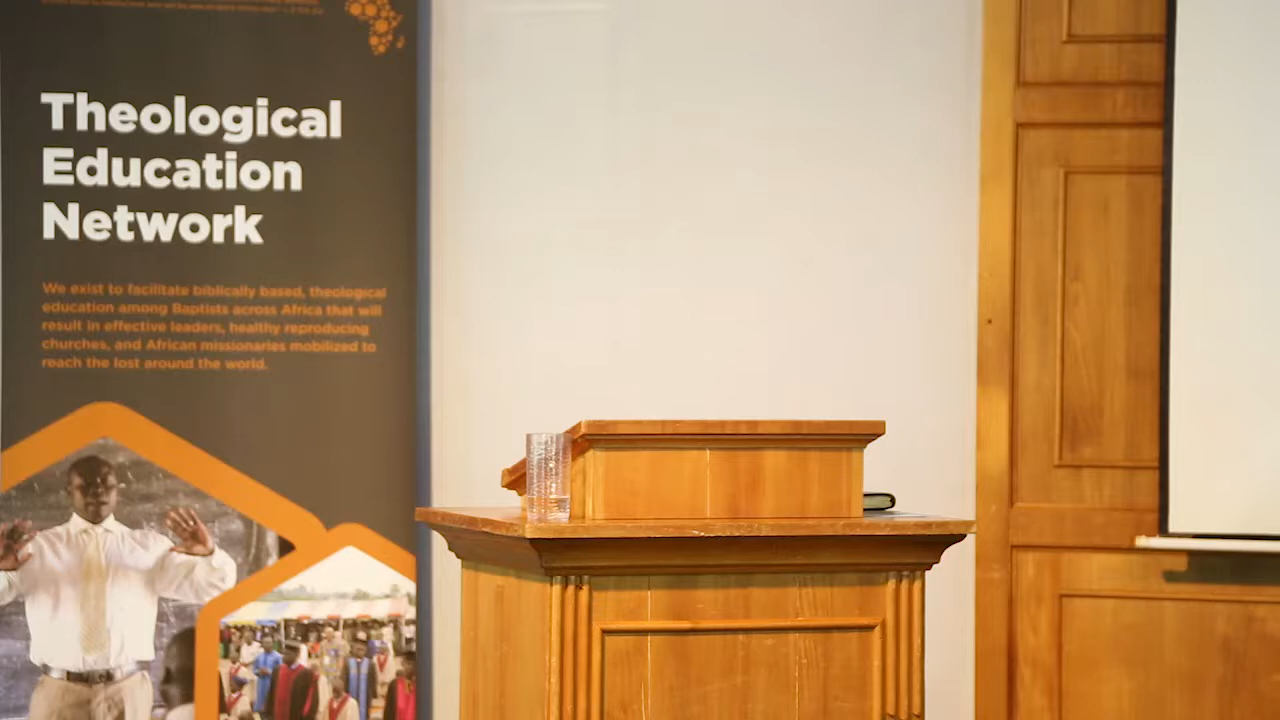 Theological
Education
Network
We exist to facilitate biblically based, theological
education among Baptists across Africa that will
result in effective leaders, healthy reproducing
churches, and African missionaries mobilized to
reach the lost around the world.